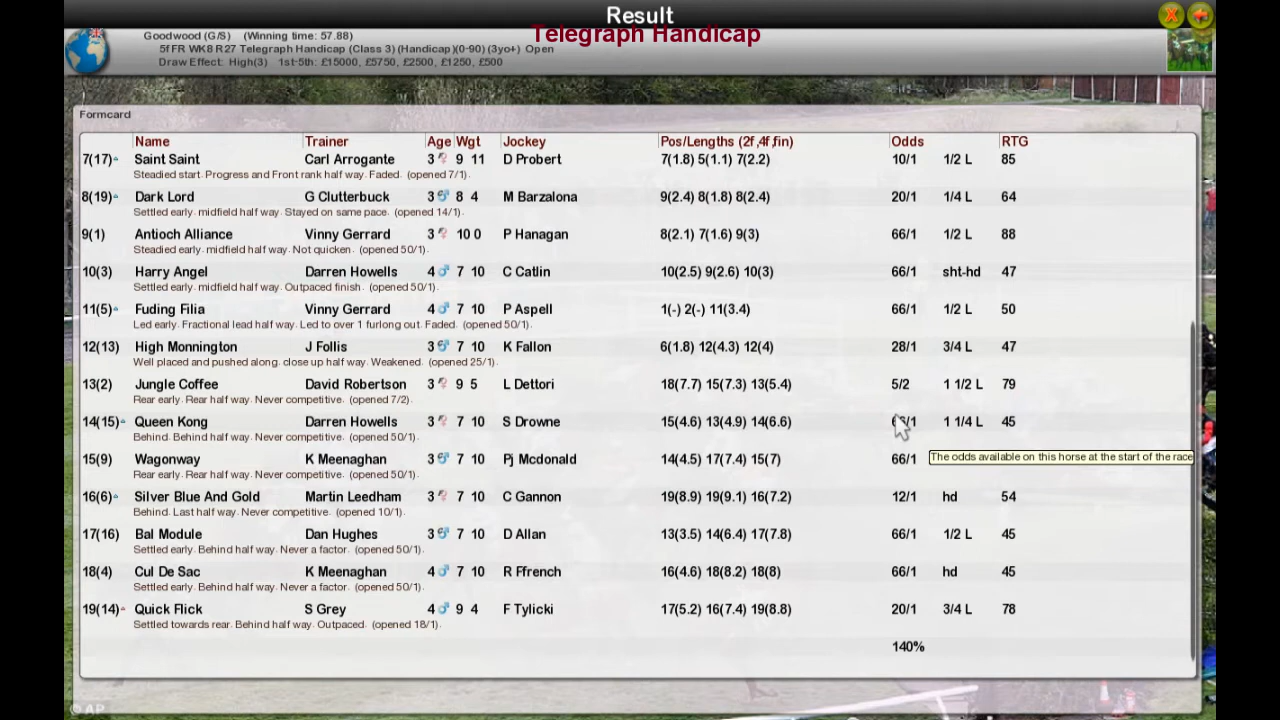 Result
Telegraph Handicap
Goodwood (G/S) (Winning time: 57.88)
5fFR WK8 R27 Telegraph Handicap (Class 3) (Handicap)(0-90) (3yo+) Open
Draw Effect: High(3) 1st-5th: £15000, £5750, £2500, £1250, £500
Formcard
Name Trainer Age Wgt Jockey Pos/Lengths (2f,4f,fin) Odds RTG
7(17) Saint Saint Carl Arrogante 3 9 11 D Probert 7(1.8) 5(1.1) 7(2.2) 10/1 1/2 L 85
Steadied start. Progress and Front rank half way. Faded. (opened 7/1).
8(19) Dark Lord G Clutterbuck 3 8 4 M Barzalona 9(2.4) 8(1.8) 8(2.4) 20/1 1/4 L 64
Settled early. midfield half way. Stayed on same pace. (opened 14/1).
9(1) Antioch Alliance Vinny Gerrard 3 10 0 P Hanagan 8(2.1) 7(1.6) 9(3) 66/1 1/2 L 88
Steadied early. midfield half way. Not quicken. (opened 50/1).
10(3) Harry Angel Darren Howells 4 7 10 C Catlin 10(2.5) 9(2.6) 10(3) 66/1 sht-hd 47
Settled early. midfield half way. Outpaced finish. (opened 50/1).
11(5) Fuding Filia Vinny Gerrard 4 7 10 P Aspell 1(-) 2(-) 11(3.4) 66/1 1/2 L 50
Led early. Fractional lead half way. Led to over 1 furlong out. Faded. (opened 50/1).
12(13) High Monnington J Follis 3 7 10 K Fallon 6(1.8) 12(4.3) 12(4) 28/1 3/4 L 47
Well placed and pushed along. close up half way. Weakened. (opened 25/1).
13(2) Jungle Coffee David Robertson 3 9 5 L Dettori 18(7.7) 15(7.3) 13(5.4) 5/2 1 1/2 L 79
Rear early. Rear half way. Never competitive. (opened 7/2).
14(15) Queen Kong Darren Howells 3 7 10 S Drowne 15(4.6) 13(4.9) 14(6.6) 1 1/4 L 45
Behind. Behind half way. Never competitive. (opened 50/1).
15(9) Wagonway K Meenaghan 3 7 10 Pj Mcdonald 14(4.5) 17(7.4) 15(7) 66/1
The odds available on this horse at the start of the race
Rear early. Rear half way. Never competitive. (opened 50/1).
16(6) Silver Blue And Gold Martin Leedham 3 7 10 C Gannon 19(8.9) 19(9.1) 16(7.2) 12/1 hd 54
Behind. Last half way. Never competitive. (opened 10/1).
17(16) Bal Module Dan Hughes 3 7 10 D Allan 13(3.5) 14(6.4) 17(7.8) 66/1 1/2 L 45
Settled early. Behind half way. Never a factor. (opened 50/1).
18(4) Cul De Sac K Meenaghan 4 7 10 R Ffrench 16(4.6) 18(8.2) 18(8) 66/1 hd 45
Settled early. Behind half way. Never a factor. (opened 50/1).
19(14) Quick Flick S Grey 4 9 4 F Tylicki 17(5.2) 16(7.4) 19(8.8) 20/1 3/4 L 78
Settled towards rear. Behind half way. Outpaced. (opened 18/1).
140%
© AP